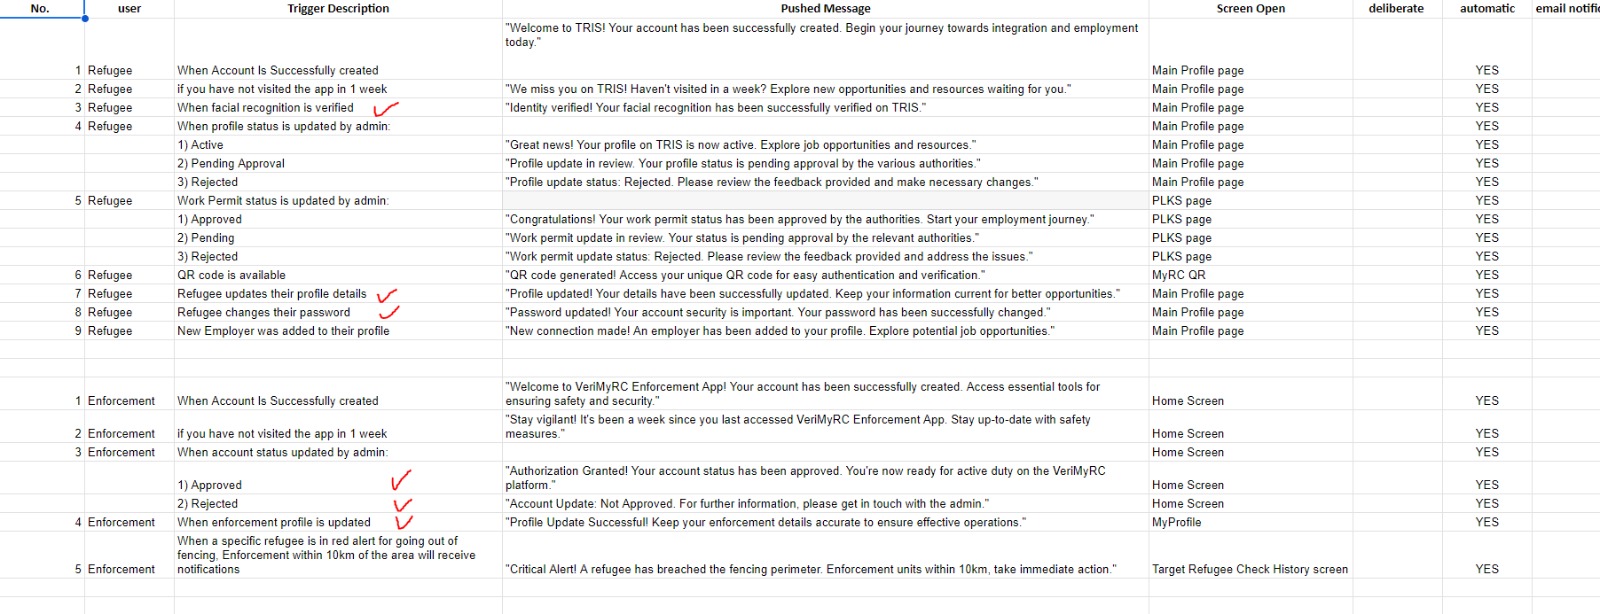 No. user Trigger Description Pushed Message Screen Open deliberate automatic email notific
"Welcome to TRIS! Your account has been successfully created. Begin your journey towards integration and employment
today."
1 Refugee When Account Is Successfully created Main Profile page YES
2 Refugee if you have not visited the app in 1 week "We miss you on TRIS! Haven't visited in a week? Explore new opportunities and resources waiting for you." Main Profile page YES
3 Refugee When facial recognition is verified "Identity verified! Your facial recognition has been successfully verified on TRIS." Main Profile page YES
4 Refugee When profile status is updated by admin: Main Profile page YES
1) Active "Great news! Your profile on TRIS is now active. Explore job opportunities and resources." Main Profile page YES
2) Pending Approval "Profile update in review. Your profile status is pending approval by the various authorities." Main Profile page YES
3) Rejected "Profile update status: Rejected. Please review the feedback provided and make necessary changes." Main Profile page YES
5 Refugee Work Permit status is updated by admin: PLKS page YES
1) Approved "Congratulations! Your work permit status has been approved by the authorities. Start your employment journey." PLKS page YES
2) Pending "Work permit update in review. Your status is pending approval by the relevant authorities." PLKS page YES
3) Rejected "Work permit status update: Rejected. Please review the feedback provided and address the issues." PLKS page YES
6 Refugee QR code is available "QR code generated! Access your unique QR code for easy authentication and verification." MyRC QR YES
7 Refugee Refugee updates their profile details "Profile updated! Your details have been successfully updated. Keep your information current for better opportunities." Main Profile page YES
8 Refugee Refugee changes their password "Password updated! Your account security is important. Your password has been successfully changed." Main Profile page YES
9 Refugee New Employer was added to their profile "New connection made! An employer has been added to your profile. Explore potential job opportunities." Main Profile page YES
"Welcome to VeriMyRC Enforcement App! Your account has been successfully created. Access essential tools for
ensuring safety and security."
1 Enforcement When Account Is Successfully created Home Screen YES
"Stay vigilant! It's been a week since you last accessed VeriMyRC Enforcement App. Stay up-to-date with safety
measures."
2 Enforcement if you have not visited the app in 1 week Home Screen YES
3 Enforcement When account status updated by admin: Home Screen YES
"Authorization Granted! Your account status has been approved. You're now ready for active duty on the VeriMyRC
platform."
1) Approved Home Screen YES
2) Rejected "Account Update: Not Approved. For further information, please get in touch with the admin." Home Screen YES
4 Enforcement When enforcement profile is updated "Profile Update Successful! Keep your enforcement details accurate to ensure effective operations." MyProfile YES
When a specific refugee is in red alert for going out of
fencing, Enforcement within 10km of the area will receive
5 Enforcement notifications "Critical Alert! A refugee has breached the fencing perimeter. Enforcement units within 10km, take immediate action." Target Refugee Check History screen YES